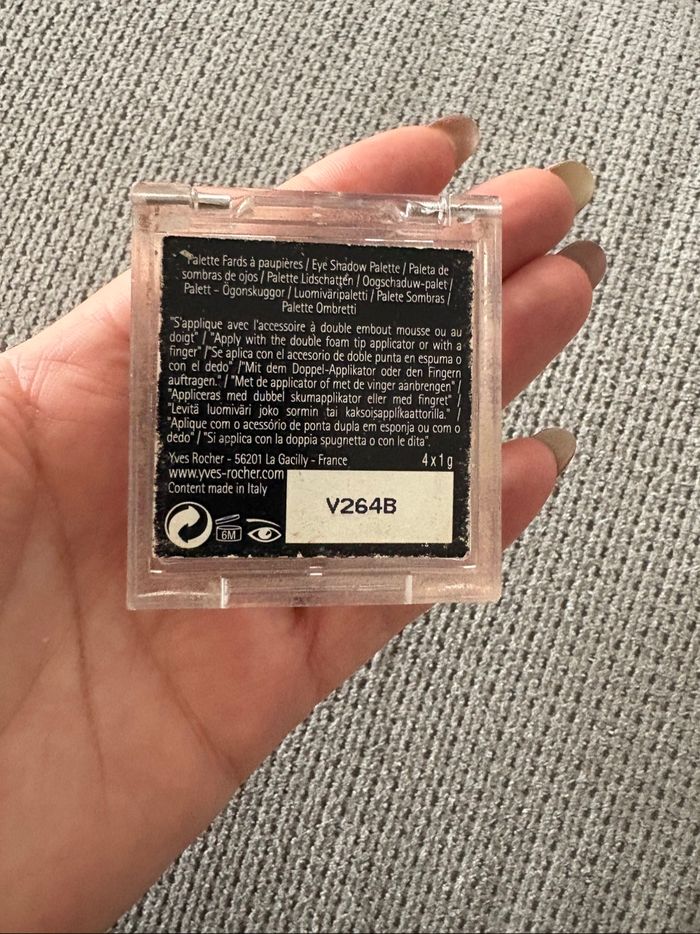 Palette Fards à paupières / Eye Shadow Palette / Paleta de
sombras de ojos / Palette Lidschatten / Oogschaduw-palet /
Palett - Ögonskuggor / Luomiväripaletti / Palete Sombras /
Palette Ombretti
"S'applique avec l'accessoire à double embout mousse ou au
doigt" / "Apply with the double foam tip applicator or with a
finger" / "Se aplica con el accesorio de doble punta en espuma o
con el dedo" / "Mit dem Doppel-Applikator oder den Fingern
auftragen." / "Met de applicator of met de vinger aanbrengen" /
"Appliceras med dubbel skumapplikator eller med fingret" /
"Levitä luomiväri joko sormin tai kaksoisapplikaattorilla." /
"Aplique com o acessório de ponta dupla em esponja ou com o
dedo" / "Si applica con la doppia spugnetta o con le dita".
Yves Rocher - 56201 La Gacilly - France 4 x 1 g
www.yves-rocher.com
Content made in Italy
V264B
6M